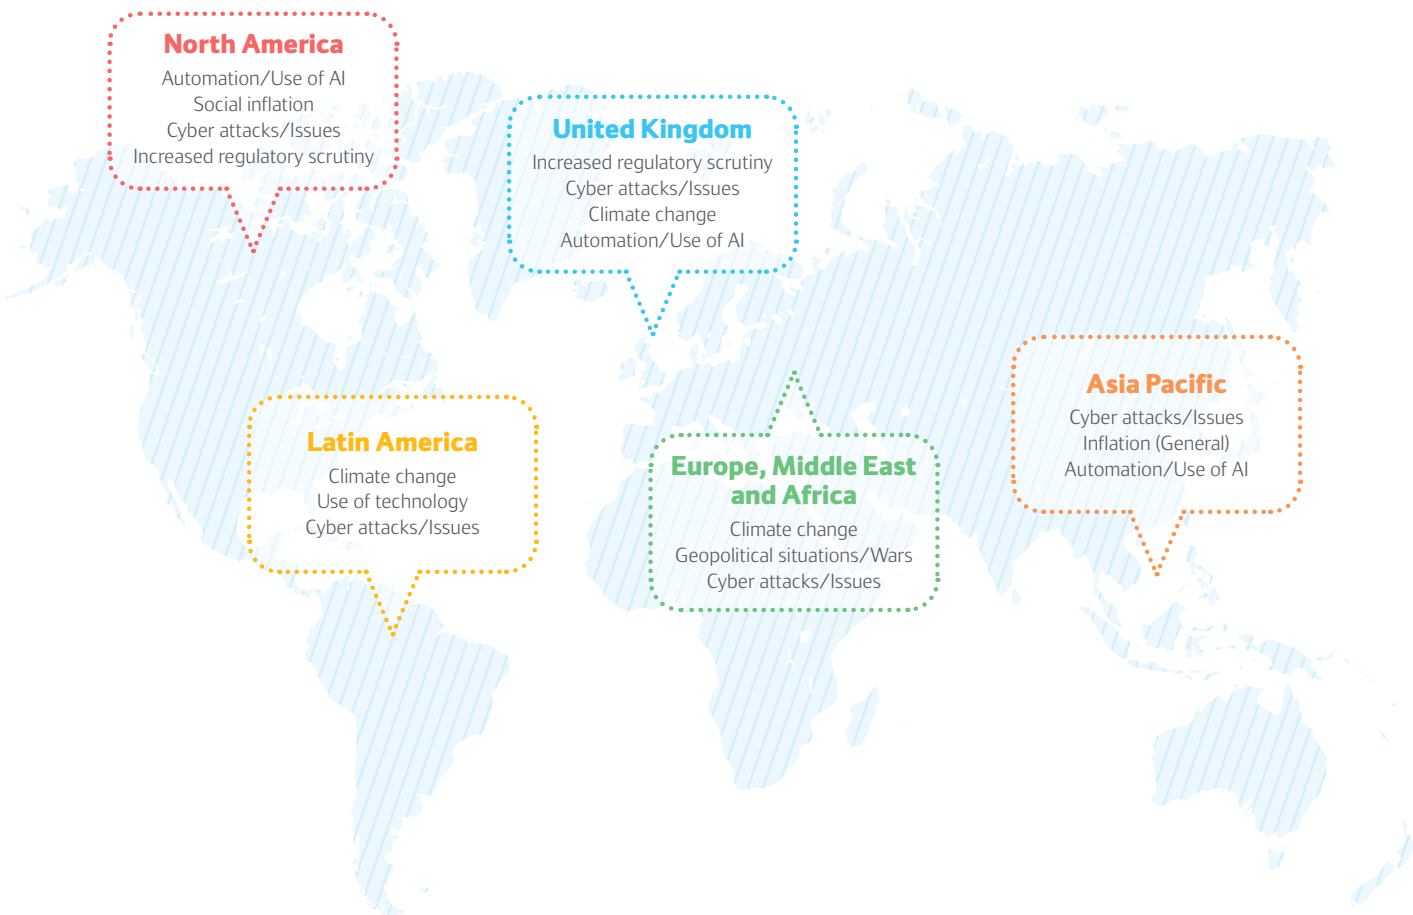 North America
Automation/Use of AI
Social inflation
Cyber attacks/Issues
Increased regulatory scrutiny
United Kingdom
Increased regulatory scrutiny
Cyber attacks/Issues
Climate change
Automation/Use of AI
Asia Pacific
Cyber attacks/Issues
Inflation (General)
Automation/Use of AI
Latin America
Climate change
Use of technology
Cyber attacks/Issues
Europe, Middle East
and Africa
Climate change
Geopolitical situations/Wars
Cyber attacks/Issues